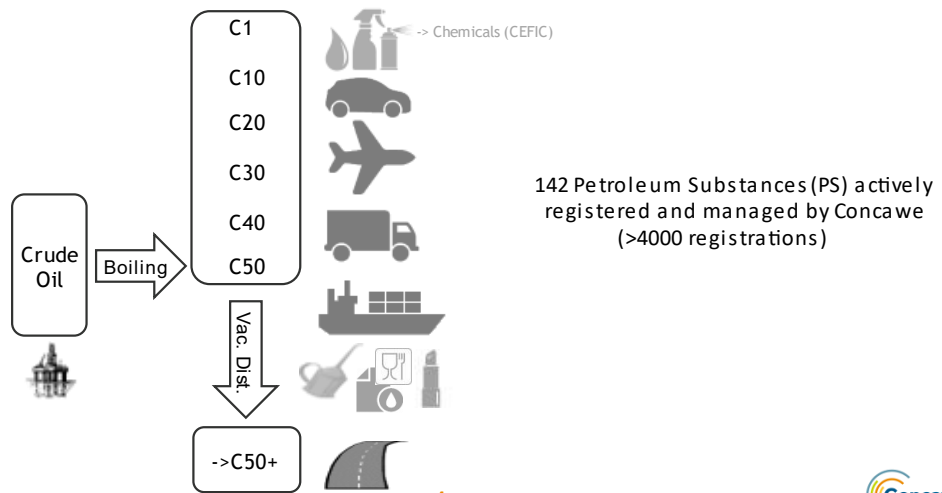 C1
-> Chemicals (CEFIC)
C10
C20
C30
C40
C50
Crude
Oil
Boiling
Vac. Dist.
->C50+
142 Petroleum Substances (PS) actively
registered and managed by Concawe
(>4000 registrations)